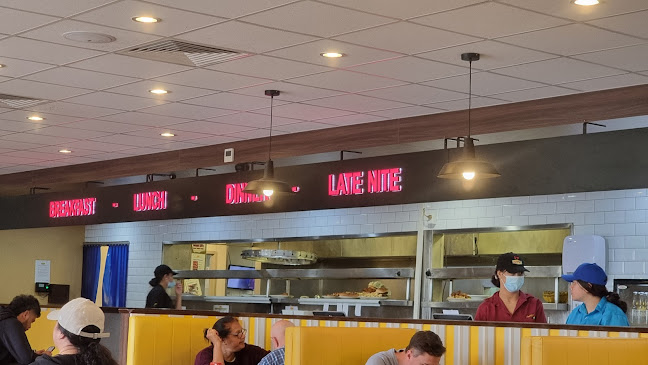 BREAKFAST - LUNCH - DINNER - LATE NITE